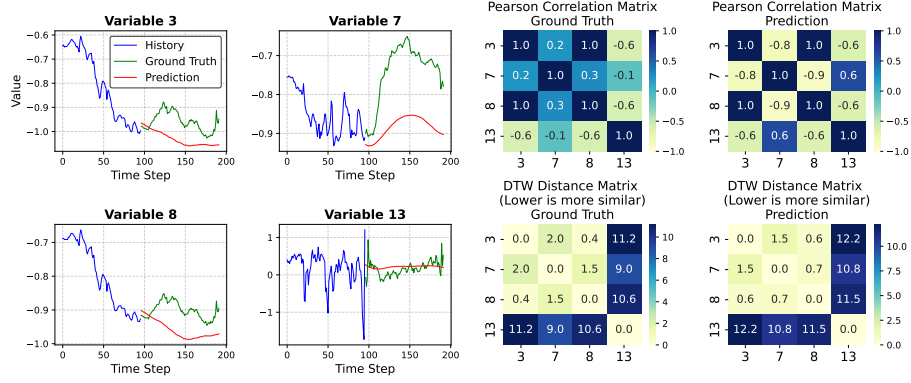 Variable 3
−0.6
−0.7
−0.8
−0.9
−1.0
Value
History
Ground Truth
Prediction
0 50 100 150 200
Time Step
Variable 7
−0.7
−0.8
−0.9
0 50 100 150 200
Time Step
Pearson Correlation Matrix
Ground Truth
3 1.0 0.2 1.0 -0.6
7 0.2 1.0 0.3 -0.1
8 1.0 0.3 1.0 -0.6
13 -0.6 -0.1 -0.6 1.0
3 7 8 13
1.0
0.5
0.0
−0.5
−1.0
Pearson Correlation Matrix
Prediction
3 1.0 -0.8 1.0 -0.6
7 -0.8 1.0 -0.9 0.6
8 1.0 -0.9 1.0 -0.6
13 -0.6 0.6 -0.6 1.0
3 7 8 13
1.0
0.5
0.0
−0.5
−1.0
Variable 8
−0.7
−0.8
−0.9
−1.0
0 50 100 150 200
Time Step
Variable 13
1
0
−1
0 50 100 150 200
Time Step
DTW Distance Matrix
(Lower is more similar)
Ground Truth
3 0.0 2.0 0.4 11.2
7 2.0 0.0 1.5 9.0
8 0.4 1.5 0.0 10.6
13 11.2 9.0 10.6 0.0
3 7 8 13
10
8
6
4
2
0
DTW Distance Matrix
(Lower is more similar)
Prediction
3 0.0 1.5 0.6 12.2
7 1.5 0.0 0.7 10.8
8 0.6 0.7 0.0 11.5
13 12.2 10.8 11.5 0.0
3 7 8 13
10.0
7.5
5.0
2.5
0.0